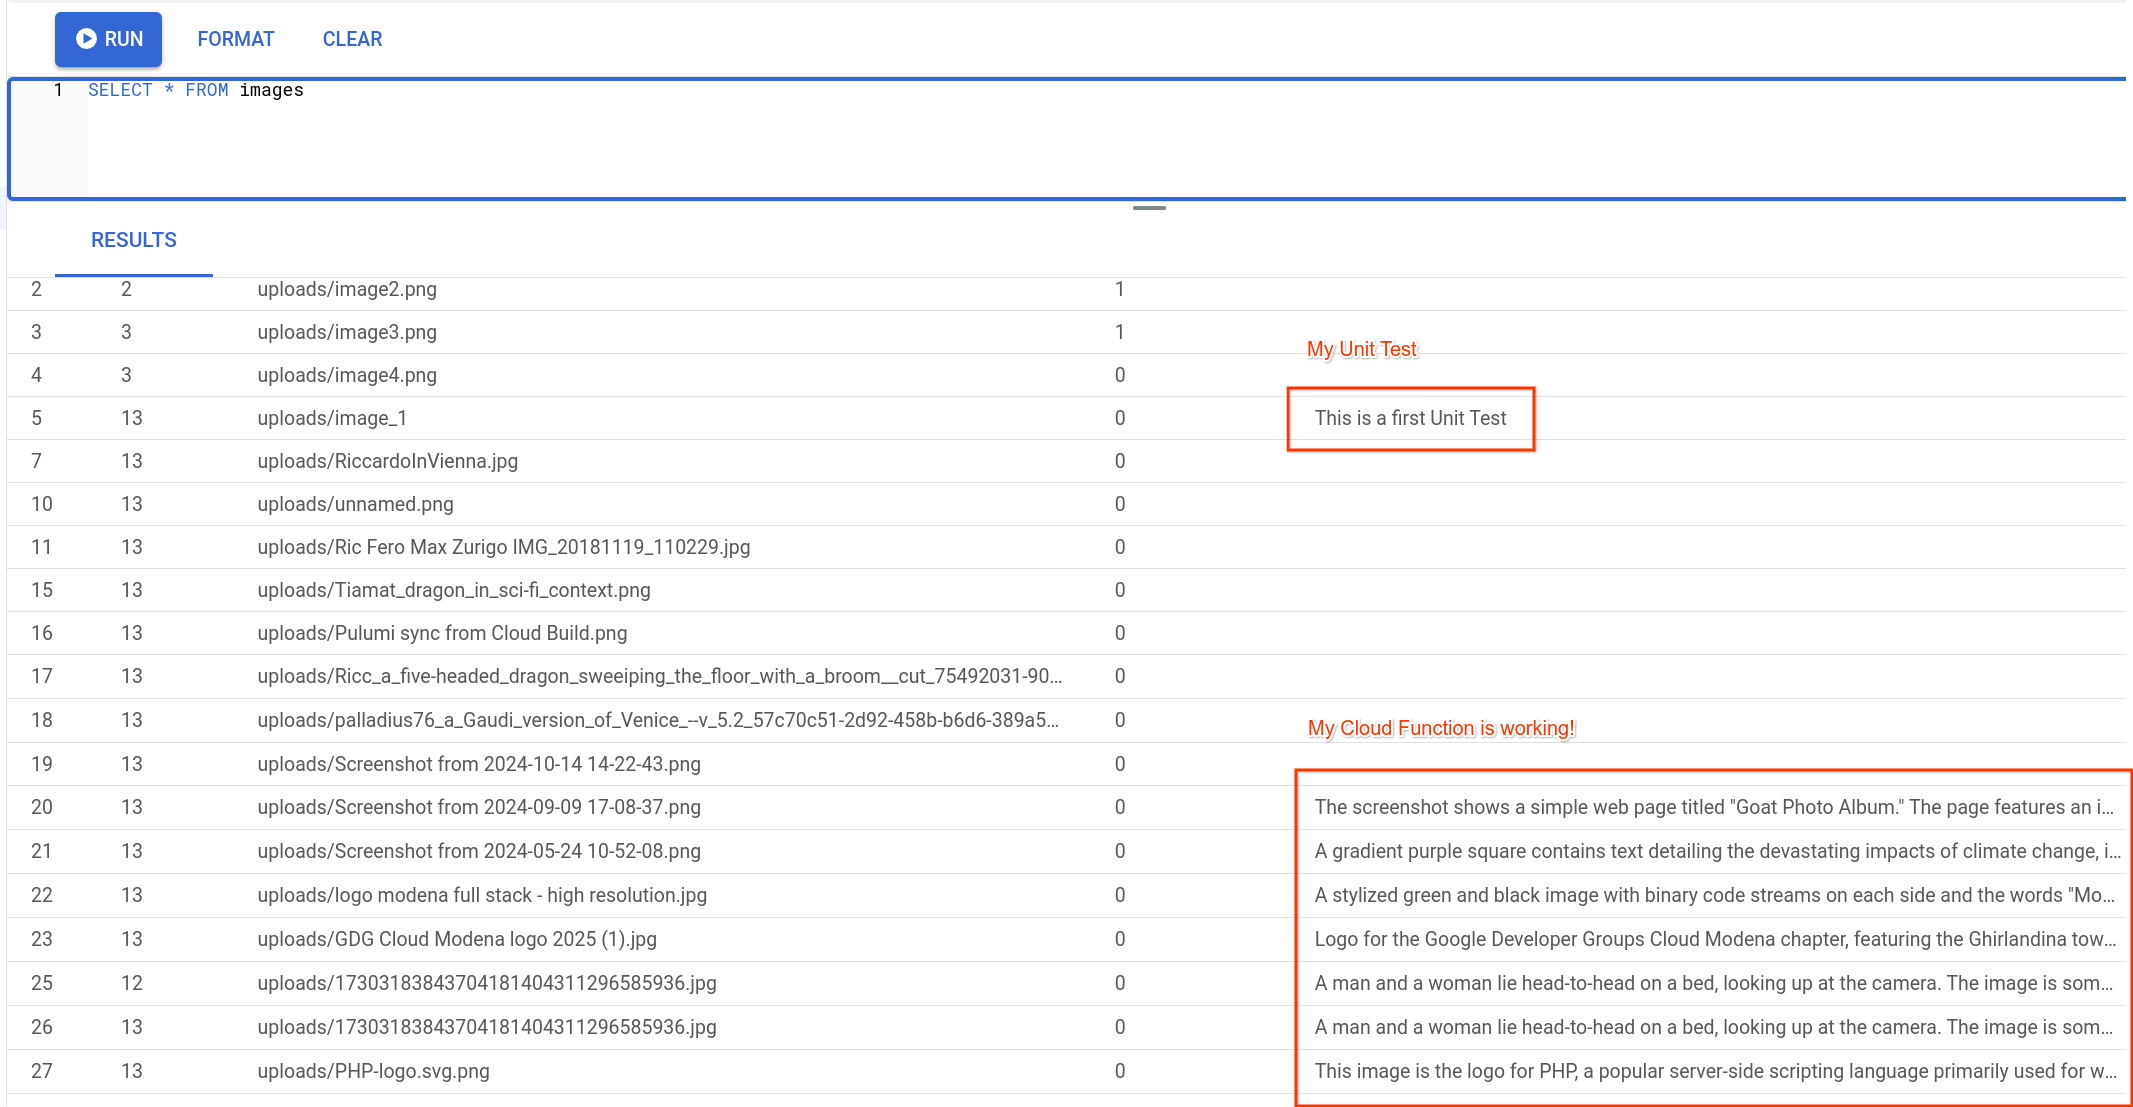 RUN FORMAT CLEAR
1 SELECT * FROM images
RESULTS
2 2 uploads/image2.png 1
3 3 uploads/image3.png 1
My Unit Test
4 3 uploads/image4.png 0
5 13 uploads/image_1 0 This is a first Unit Test
7 13 uploads/RiccardoInVienna.jpg 0
10 13 uploads/unnamed.png 0
11 13 uploads/Ric Fero Max Zurigo IMG_20181119_110229.jpg 0
15 13 uploads/Tiamat_dragon_in_sci-fi_context.png 0
16 13 uploads/Pulumi sync from Cloud Build.png 0
17 13 uploads/Ricc_a_five-headed_dragon_sweeiping_the_floor_with_a_broom__cut_75492031-90... 0
18 13 uploads/palladius76_a_Gaudi_version_of_Venice_--v_5.2_57c70c51-2d92-458b-b6d6-389a5... 0
My Cloud Function is working!
19 13 uploads/Screenshot from 2024-10-14 14-22-43.png 0
20 13 uploads/Screenshot from 2024-09-09 17-08-37.png 0 The screenshot shows a simple web page titled "Goat Photo Album." The page features an i...
21 13 uploads/Screenshot from 2024-05-24 10-52-08.png 0 A gradient purple square contains text detailing the devastating impacts of climate change, i...
22 13 uploads/logo modena full stack - high resolution.jpg 0 A stylized green and black image with binary code streams on each side and the words "Mo...
23 13 uploads/GDG Cloud Modena logo 2025 (1).jpg 0 Logo for the Google Developer Groups Cloud Modena chapter, featuring the Ghirlandina tow...
25 12 uploads/17303183843704181404311296585936.jpg 0 A man and a woman lie head-to-head on a bed, looking up at the camera. The image is som...
26 13 uploads/17303183843704181404311296585936.jpg 0 A man and a woman lie head-to-head on a bed, looking up at the camera. The image is som...
27 13 uploads/PHP-logo.svg.png 0 This image is the logo for PHP, a popular server-side scripting language primarily used for w...